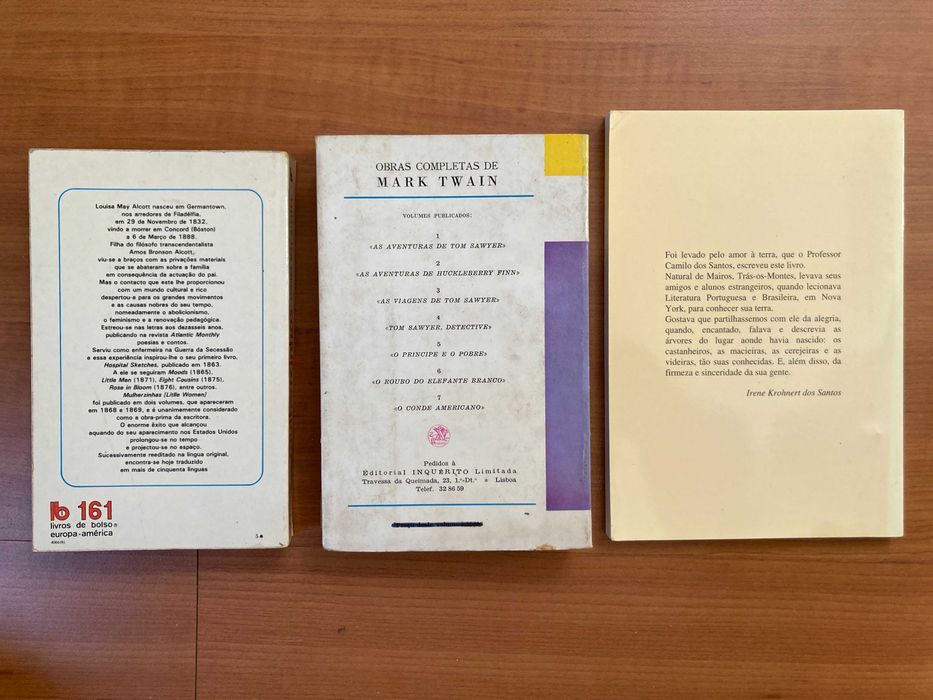 Louisa May Alcott nasceu em Germantown,
nos arredores de Filadélfia,
em 29 de Novembro de 1832,
vindo a morrer em Concord (Bóston)
a 6 de Março de 1888.
Filha do filósofo transcendentalista
Amos Bronson Alcott,
viu-se a braços com as privações materiais
que se abateram sobre a família
em consequência da actuação do pai.
Mas o contacto que este lhe proporcionou
com um mundo cultural e rico
despertou-a para os grandes movimentos
e as causas nobres do seu tempo,
nomeadamente o abolicionismo,
o feminismo e a renovação pedagógica.
Estreou-se nas letras aos dezasseis anos.
publicando na revista Atlantic Monthly
poesias e contos.
Serviu como enfermeira na Guerra da Secessão
e essa experiência inspirou-lhe o seu primeiro livro,
Hospital Sketches, publicado em 1863.
A ele se seguiram Moods (1865),
Little Men (1871), Eight Cousins (1875),
Rose in Bloom (1876), entre outros.
Mulherzinhas [Litlle Women]
foi publicado em dois volumes, que apareceram
em 1868 e 1869, e é unanimemente considerado
como a obra-prima da escritora.
O enorme êxito que alcançou
aquando do seu aparecimento nos Estados Unidos
prolongou-se no tempo
e projectou-se no espaço.
Sucessivamente reeditado na língua original,
encontra-se hoje traduzido
em mais de cinquenta línguas
lb 161
livros de bolso
europa-américa
OBRAS COMPLETAS DE
MARK TWAIN
VOLUMES PUBLICADOS:
1
«AS AVENTURAS DE TOM SAWYER»
2
«AS AVENTURAS DE HUCKLEBERRY FINN»
3
«AS VIAGENS DE TOM SAWYER»
4
«TOM SAWYER, DETECTIVE»
5
«O PRINCIPE E O POBRE»
6
«O ROUBO DO ELEFANTE BRANCO»
7
«O CONDE AMERICANO»
Pedidos à
Editorial INQUÉRITO Limitada
Travessa da Queimada, 23, 1.º-Dt.º • Lisboa
Telef. 32 86 59
Foi levado pelo amor à terra, que o Professor
Camilo dos Santos, escreveu este livro.
Natural de Mairos, Trás-os-Montes, levava seus
amigos e alunos estrangeiros, quando lecionava
Literatura Portuguesa e Brasileira, em Nova
York, para conhecer sua terra.
Gostava que partilhassemos com ele da alegria,
quando, encantado, falava e descrevia as
árvores do lugar aonde havia nascido: os
castanheiros, as macieiras, as cerejeiras e as
videiras, tão suas conhecidas. E, além disso, da
firmeza e sinceridade da sua gente.
Irene Krohnert dos Santos